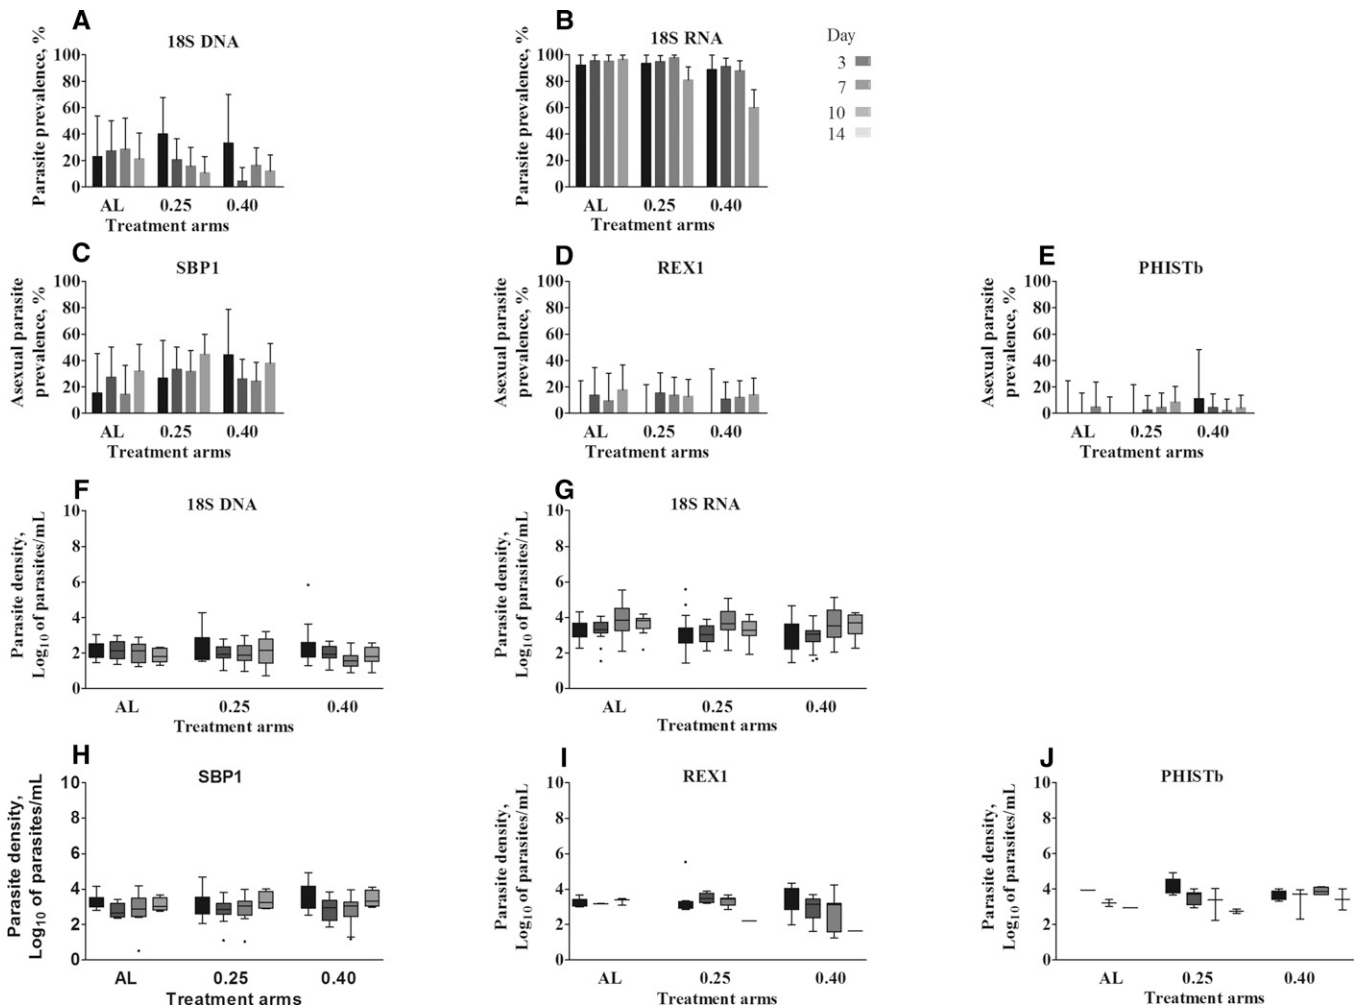 A
18S DNA
Parasite prevalence, %
100
80
60
40
20
0
AL 0.25 0.40
Treatment arms
B
18S RNA
Parasite prevalence, %
100
80
60
40
20
0
AL 0.25 0.40
Treatment arms
Day
3
7
10
14
C
SBP1
Asexual parasite
prevalence, %
100
80
60
40
20
0
AL 0.25 0.40
Treatment arms
D
REX1
Asexual parasite
prevalence, %
100
80
60
40
20
0
AL 0.25 0.40
Treatment arms
E
PHISTb
Asexual parasite
prevalence, %
100
80
60
40
20
0
AL 0.25 0.40
Treatment arms
F
18S DNA
Parasite density,
Log10 of parasites/mL
10
8
6
4
2
0
AL 0.25 0.40
Treatment arms
G
18S RNA
Parasite density,
Log10 of parasites/mL
10
8
6
4
2
0
AL 0.25 0.40
Treatment arms
H
SBP1
Parasite density,
Log10 of parasites/mL
10
8
6
4
2
0
AL 0.25 0.40
Treatment arms
I
REX1
Parasite density,
Log10 of parasites/mL
10
8
6
4
2
0
AL 0.25 0.40
Treatment arms
J
PHISTb
Parasite density,
Log10 of parasites/mL
10
8
6
4
2
0
AL 0.25 0.40
Treatment arms